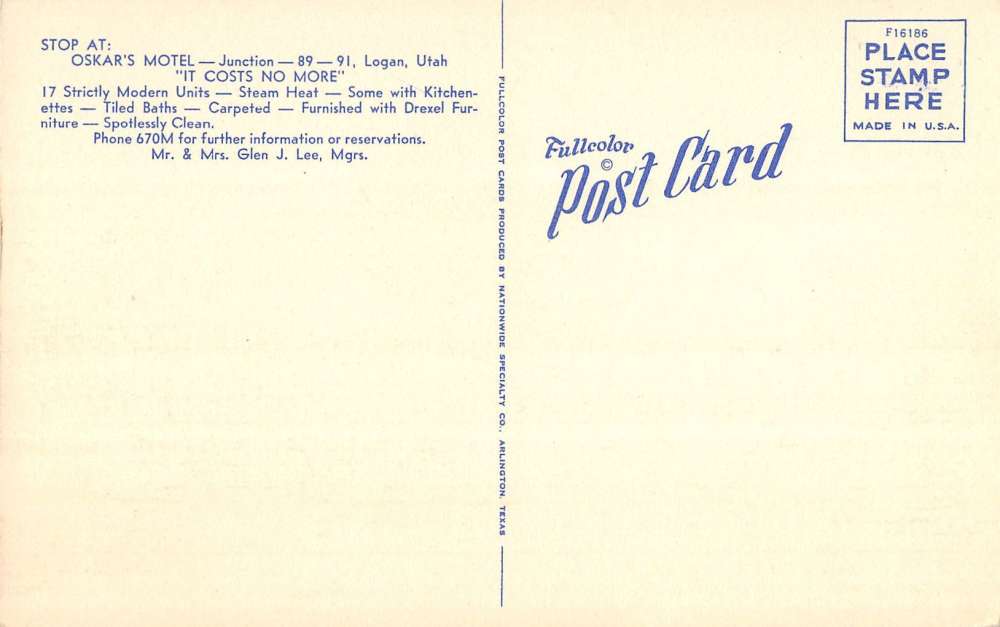 STOP AT:
OSKAR'S MOTEL — Junction — 89 — 91, Logan, Utah
"IT COSTS NO MORE"
17 Strictly Modern Units — Steam Heat — Some with Kitchen-
ettes — Tiled Baths — Carpeted — Furnished with Drexel Fur-
niture — Spotlessly Clean.
Phone 670M for further information or reservations.
Mr. & Mrs. Glen J. Lee, Mgrs.
FULLCOLOR POST CARDS PRODUCED BY NATIONWIDE SPECIALTY CO., ARLINGTON, TEXAS
Fullcolor
©
Post Card
F16186
PLACE
STAMP
HERE
MADE IN U.S.A.